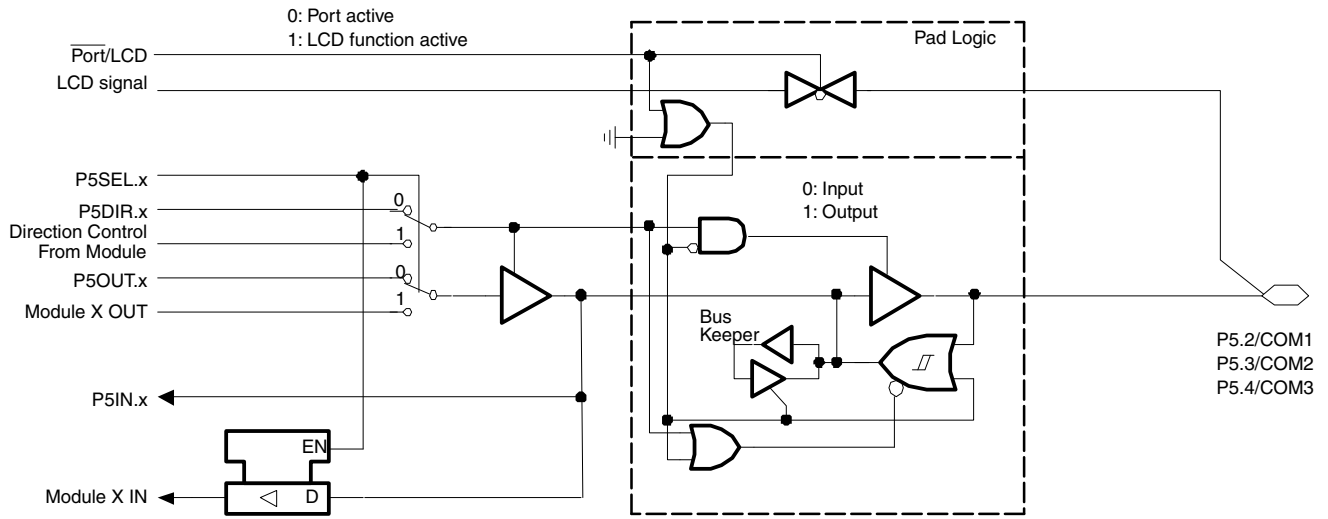 0: Port active
1: LCD function active
Port/LCD
LCD signal
Pad Logic
P5SEL.x
P5DIR.x
0
Direction Control
From Module
1
P5OUT.x
0
Module X OUT
1
0: Input
1: Output
Bus
Keeper
P5.2/COM1
P5.3/COM2
P5.4/COM3
P5IN.x
EN
Module X IN
D